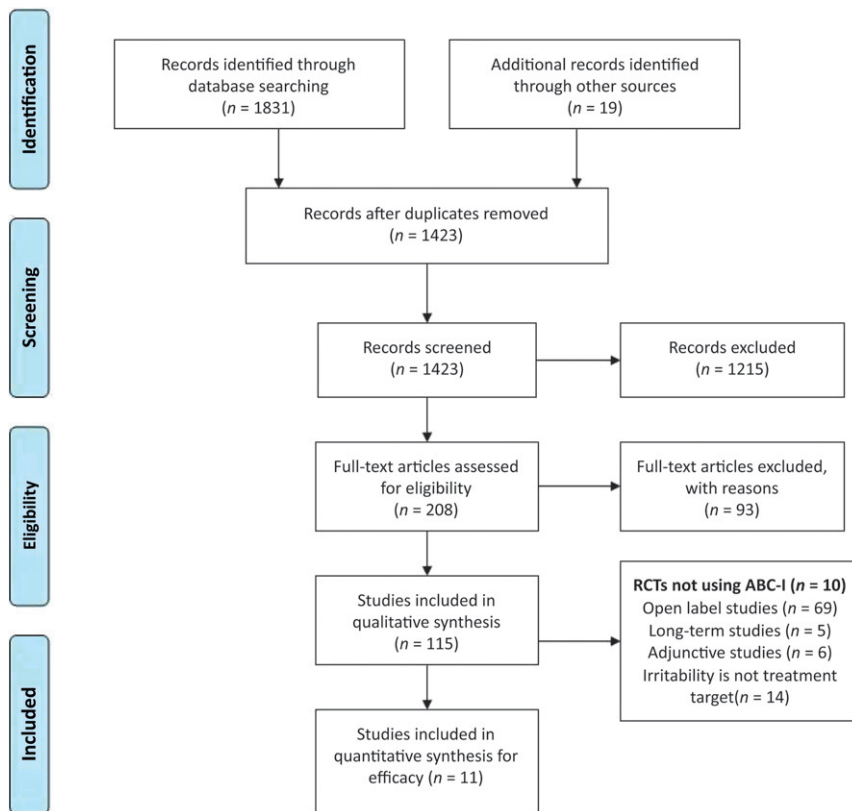 Identification
Records identified through
database searching
(n = 1831)
Additional records identified
through other sources
(n = 19)
Records after duplicates removed
(n = 1423)
Screening
Records screened
(n = 1423)
Records excluded
(n = 1215)
Eligibility
Full-text articles assessed
for eligibility
(n = 208)
Full-text articles excluded,
with reasons
(n = 93)
Studies included in
qualitative synthesis
(n = 115)
RCTs not using ABC-I (n = 10)
Open label studies (n = 69)
Long-term studies (n = 5)
Adjunctive studies (n = 6)
Irritability is not treatment
target(n = 14)
Included
Studies included in
quantitative synthesis for
efficacy (n = 11)